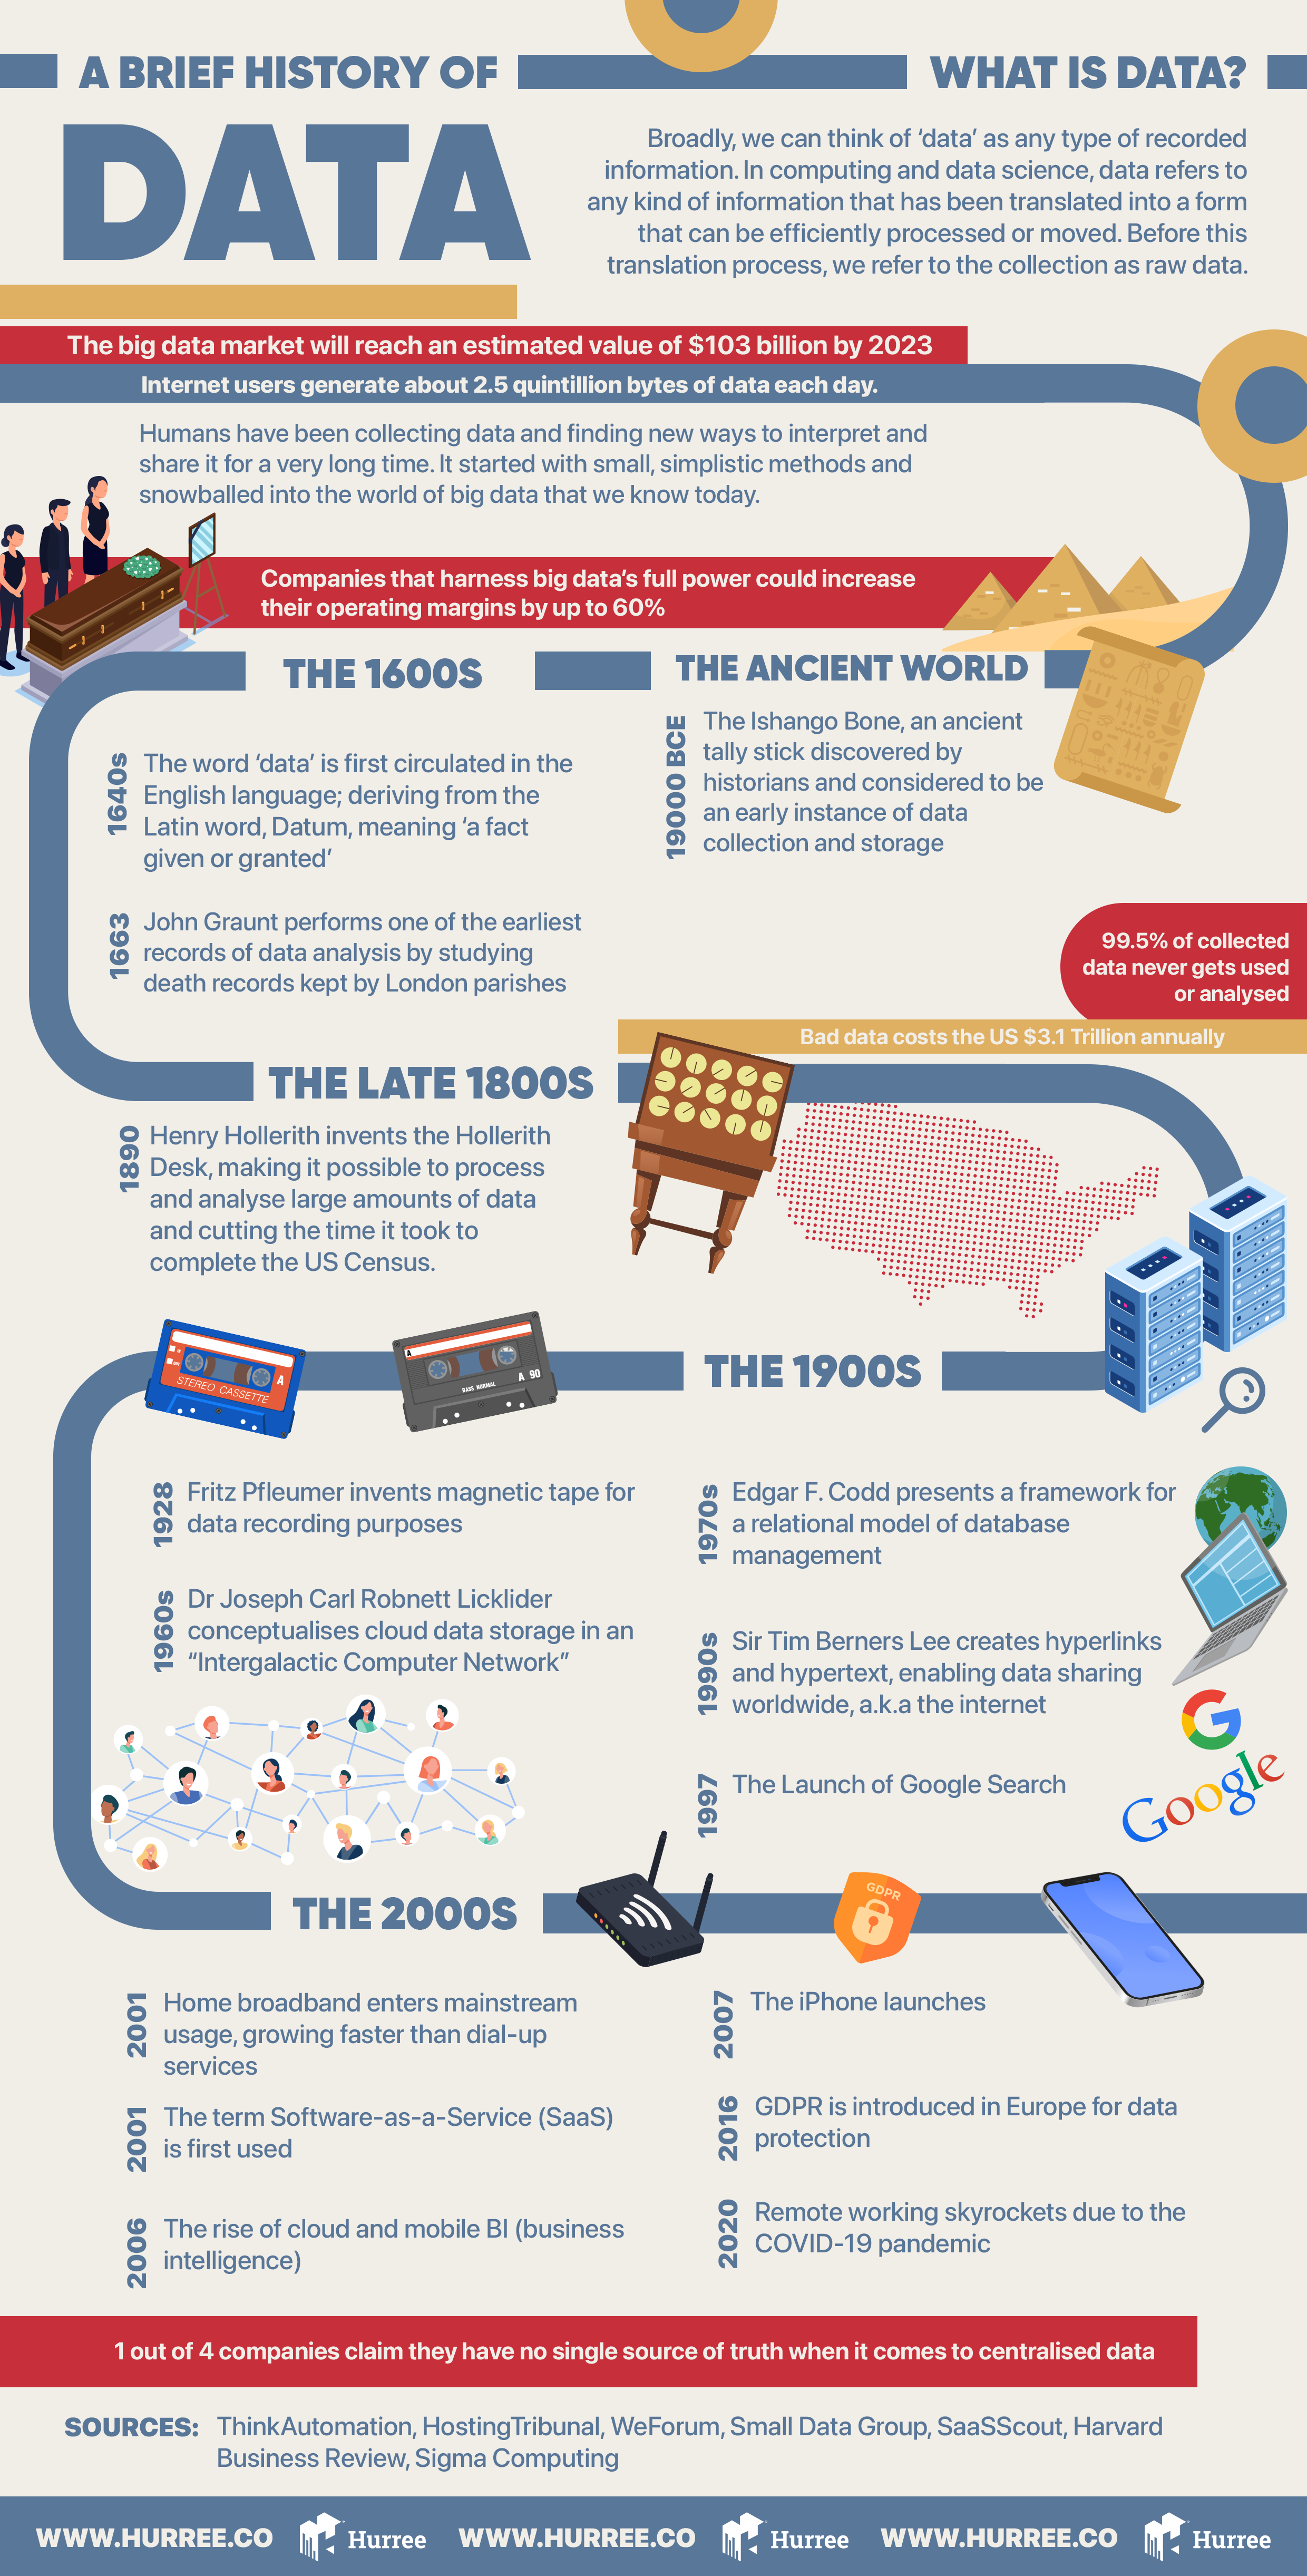 A BRIEF HISTORY OF
DATA
WHAT IS DATA?
Broadly, we can think of ‘data’ as any type of recorded
information. In computing and data science, data refers to
any kind of information that has been translated into a form
that can be efficiently processed or moved. Before this
translation process, we refer to the collection as raw data.
The big data market will reach an estimated value of $103 billion by 2023
Internet users generate about 2.5 quintillion bytes of data each day.
Humans have been collecting data and finding new ways to interpret and
share it for a very long time. It started with small, simplistic methods and
snowballed into the world of big data that we know today.
Companies that harness big data’s full power could increase
their operating margins by up to 60%
THE ANCIENT WORLD
19000 BCE
The Ishango Bone, an ancient
tally stick discovered by
historians and considered to be
an early instance of data
collection and storage
THE 1600S
1640s
The word ‘data’ is first circulated in the
English language; deriving from the
Latin word, Datum, meaning ‘a fact
given or granted’
1663
John Graunt performs one of the earliest
records of data analysis by studying
death records kept by London parishes
99.5% of collected
data never gets used
or analysed
Bad data costs the US $3.1 Trillion annually
THE LATE 1800S
1890
Henry Hollerith invents the Hollerith
Desk, making it possible to process
and analyse large amounts of data
and cutting the time it took to
complete the US Census.
THE 1900S
A
STEREO CASSETTE
A
BASS NORMAL
A 90
1928
Fritz Pfleumer invents magnetic tape for
data recording purposes
1960s
Dr Joseph Carl Robnett Licklider
conceptualises cloud data storage in an
“Intergalactic Computer Network”
1970s
Edgar F. Codd presents a framework for
a relational model of database
management
1990s
Sir Tim Berners Lee creates hyperlinks
and hypertext, enabling data sharing
worldwide, a.k.a the internet
1997
The Launch of Google Search
G
Google
THE 2000S
GDPR
2001
Home broadband enters mainstream
usage, growing faster than dial-up
services
2001
The term Software-as-a-Service (SaaS)
is first used
2006
The rise of cloud and mobile BI (business
intelligence)
2007
The iPhone launches
2016
GDPR is introduced in Europe for data
protection
2020
Remote working skyrockets due to the
COVID-19 pandemic
1 out of 4 companies claim they have no single source of truth when it comes to centralised data
SOURCES: ThinkAutomation, HostingTribunal, WeForum, Small Data Group, SaaSScout, Harvard
Business Review, Sigma Computing
WWW.HURREE.CO Hurree WWW.HURREE.CO Hurree WWW.HURREE.CO Hurree